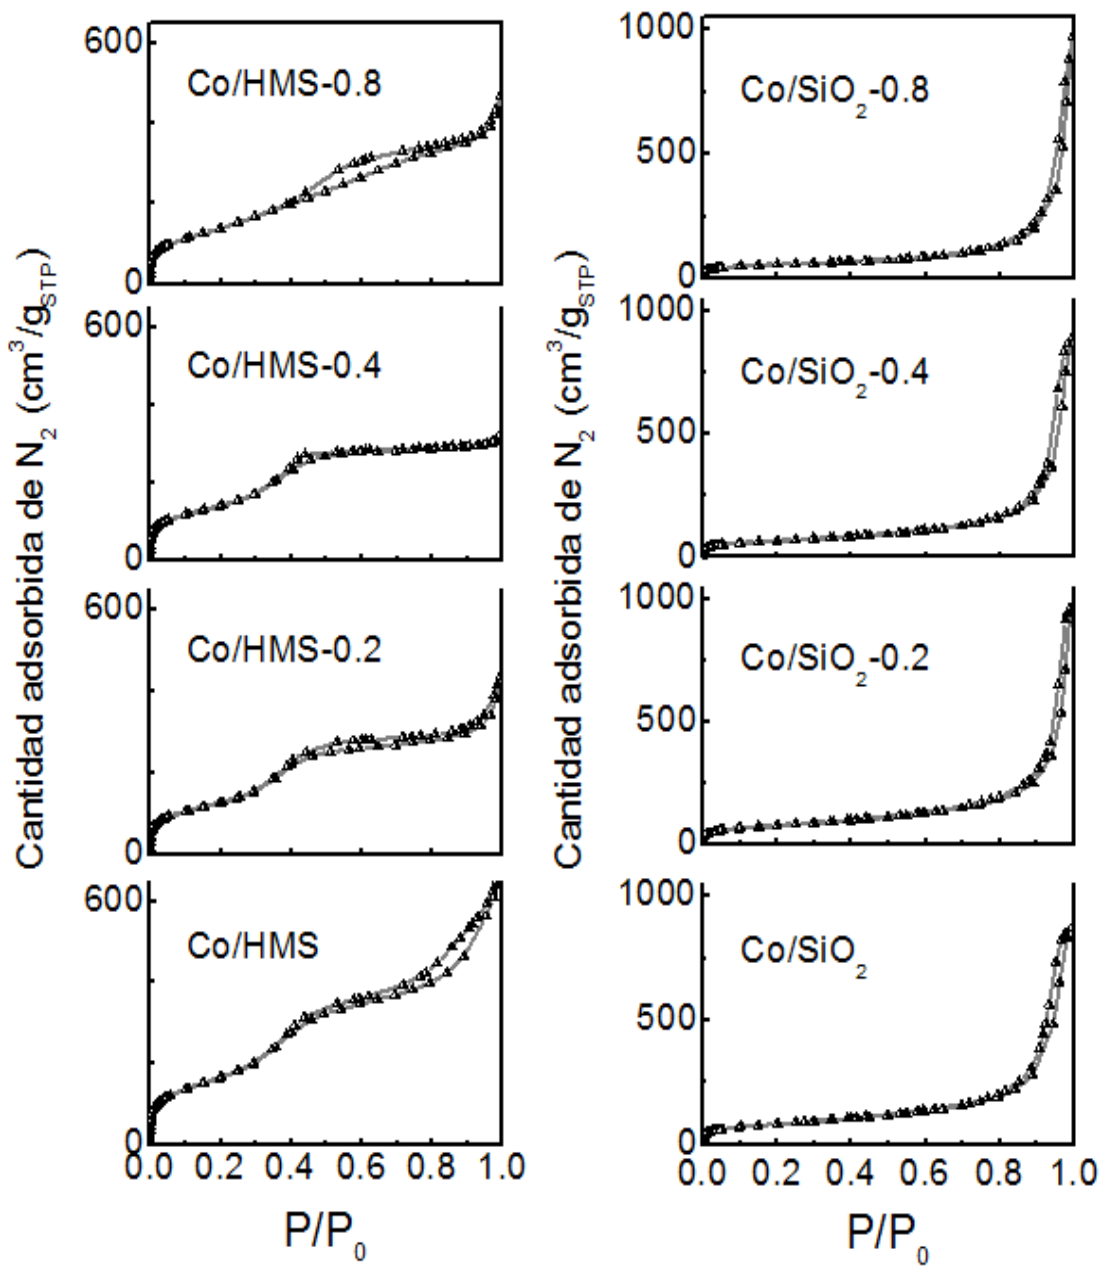 Cantidad adsorbida de N₂ (cm³/g_STP)
600
Co/HMS-0.8
0
600
Co/HMS-0.4
0
600
Co/HMS-0.2
0
600
Co/HMS
0
0.0 0.2 0.4 0.6 0.8 1.0
P/P₀
Cantidad adsorbida de N₂ (cm³/g_STP)
1000
Co/SiO₂-0.8
500
0
1000
Co/SiO₂-0.4
500
0
1000
Co/SiO₂-0.2
500
0
1000
Co/SiO₂
500
0
0.0 0.2 0.4 0.6 0.8 1.0
P/P₀